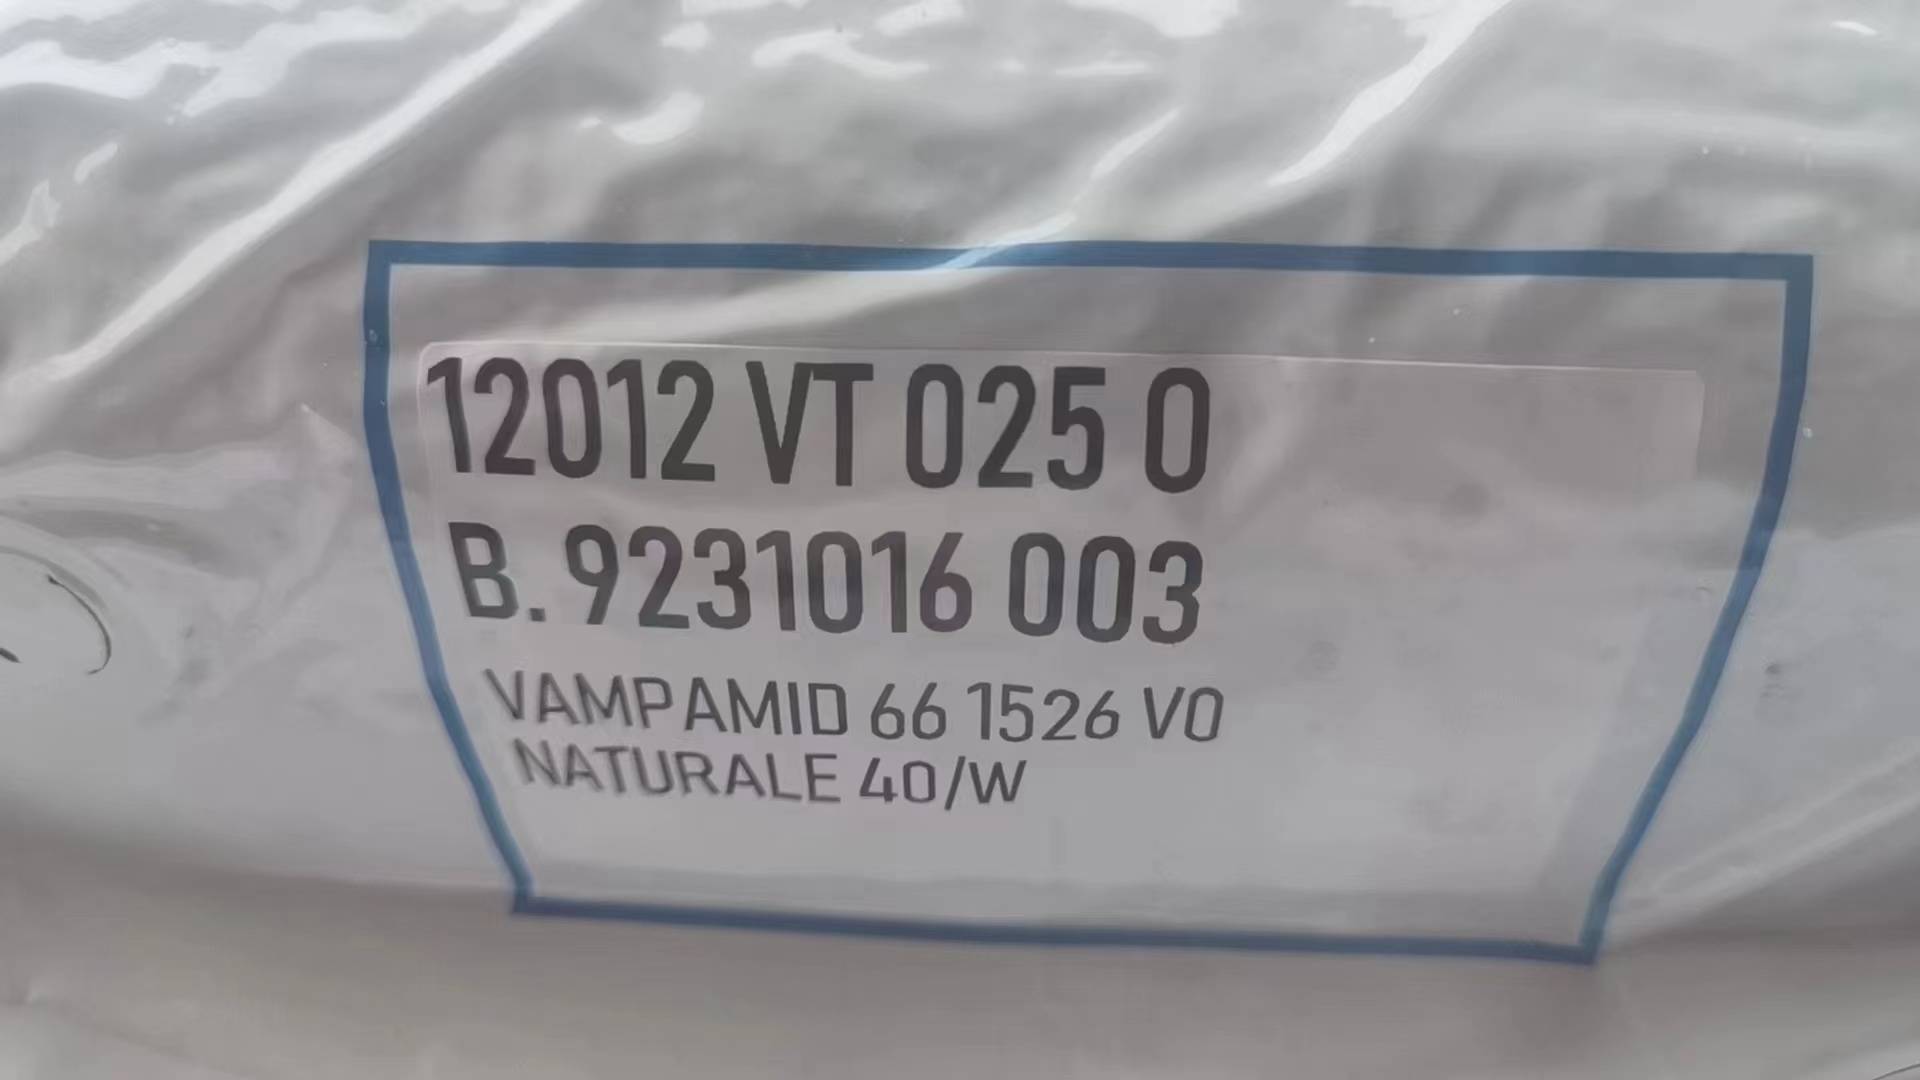 12012 VT 025 0
B. 9231016 003
VAMPAMID 66 1526 V0
NATURALE 40/W